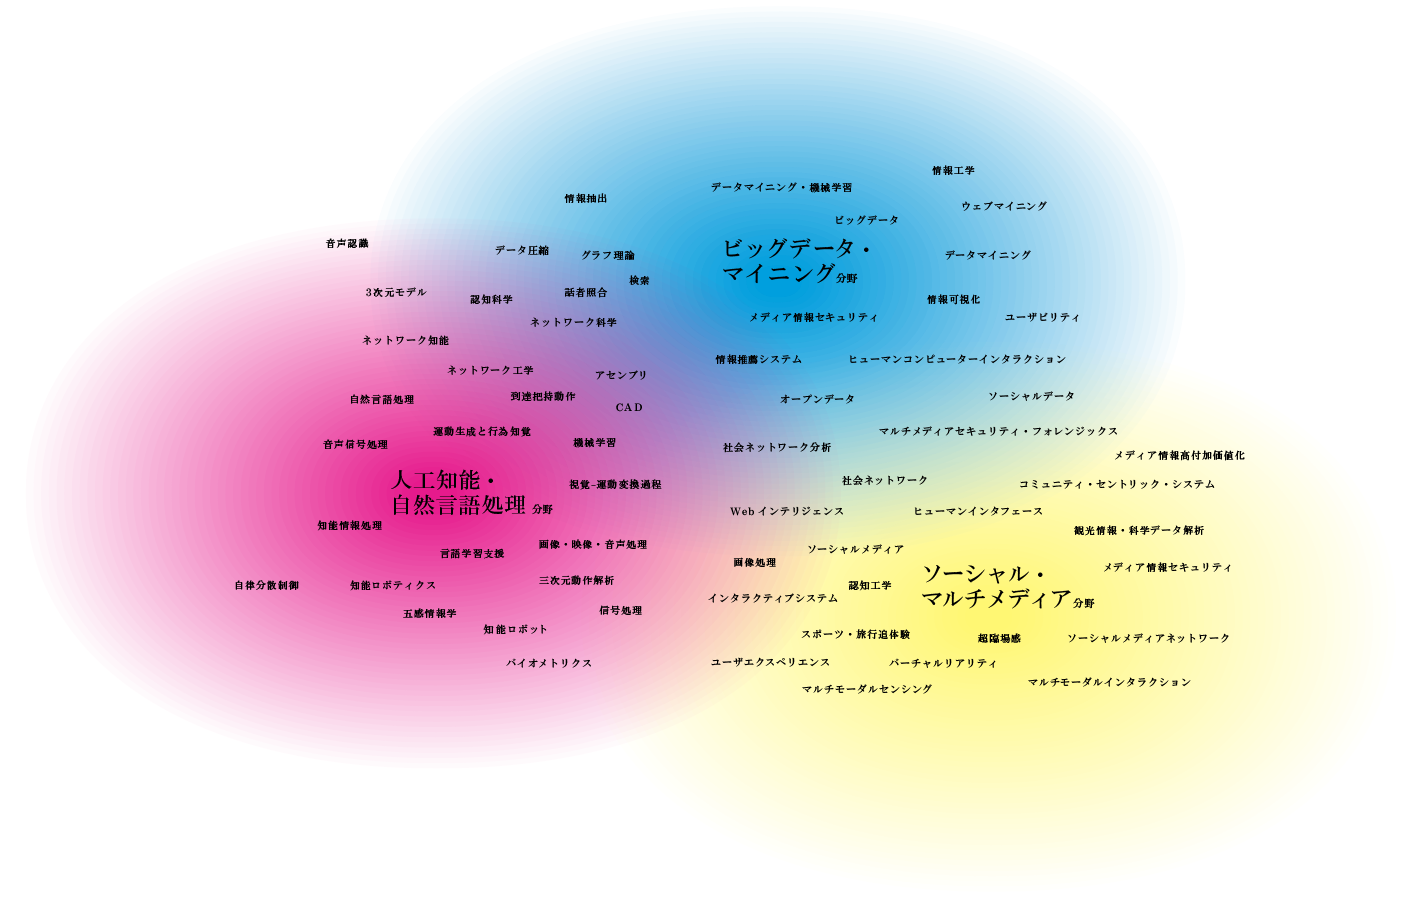 情報工学
データマイニング・機械学習
情報抽出
ウェブマイニング
ビッグデータ
音声認識
データ圧縮
グラフ理論
ビッグデータ・
マイニング分野
データマイニング
検索
3次元モデル
認知科学
話者照合
情報可視化
ネットワーク科学
メディア情報セキュリティ
ユーザビリティ
ネットワーク知能
情報推薦システム
ヒューマンコンピューターインタラクション
ネットワーク工学
アセンブリ
自然言語処理
到達把持動作
CAD
オープンデータ
ソーシャルデータ
運動生成と行為知覚
マルチメディアセキュリティ・フォレンジックス
音声信号処理
機械学習
社会ネットワーク分析
メディア情報高付加価値化
人工知能・
自然言語処理 分野
視覚-運動変換過程
社会ネットワーク
コミュニティ・セントリック・システム
Web インテリジェンス
ヒューマンインタフェース
知能情報処理
観光情報・科学データ解析
言語学習支援
画像・映像・音声処理
ソーシャルメディア
画像処理
メディア情報セキュリティ
ソーシャル・
マルチメディア分野
自律分散制御
知能ロボティクス
三次元動作解析
認知工学
インタラクティブシステム
五感情報学
信号処理
知能ロボット
スポーツ・旅行追体験
超臨場感
ソーシャルメディアネットワーク
バイオメトリクス
ユーザエクスペリエンス
バーチャルリアリティ
マルチモーダルセンシング
マルチモーダルインタラクション